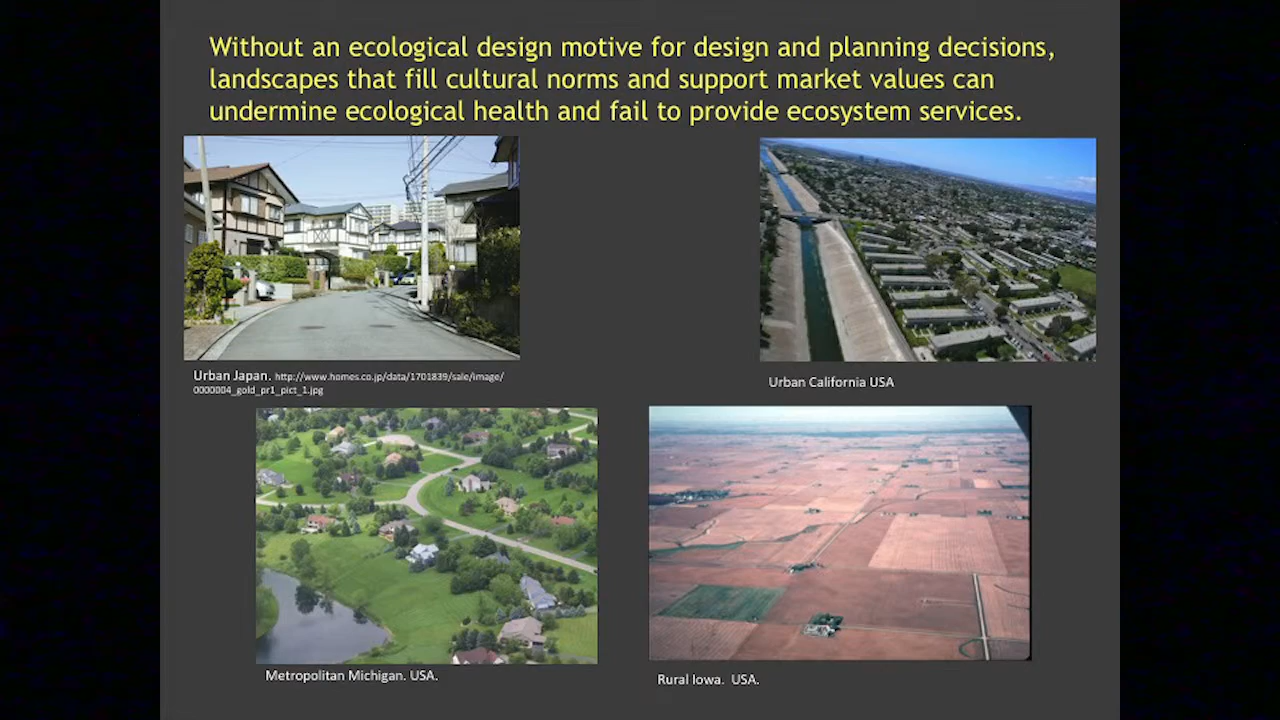 Without an ecological design motive for design and planning decisions,
landscapes that fill cultural norms and support market values can
undermine ecological health and fail to provide ecosystem services.
Urban Japan. http://www.homes.co.jp/data/1701839/sale/image/
0000004_gold_pr1_pict_1.jpg
Urban California USA
Metropolitan Michigan. USA.
Rural Iowa.  USA.